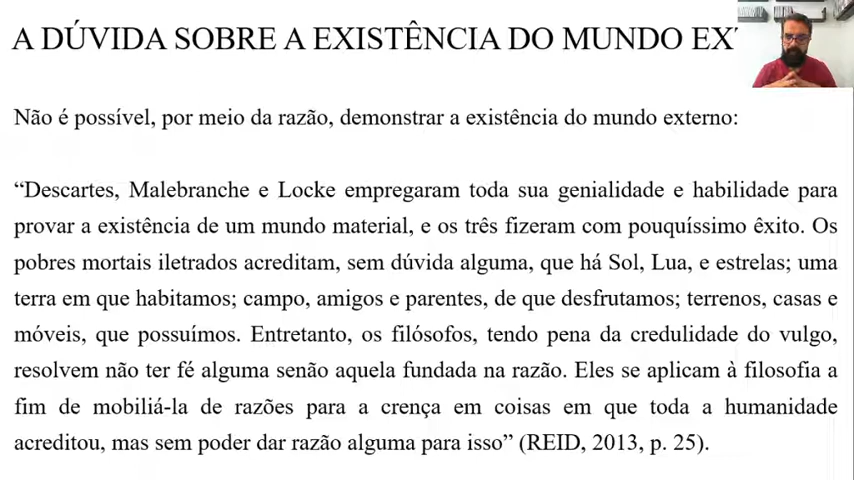 A DÚVIDA SOBRE A EXISTÊNCIA DO MUNDO
Não é possível, por meio da razão, demonstrar a existência do mundo externo:
“Descartes, Malebranche e Locke empregaram toda sua genialidade e habilidade para
provar a existência de um mundo material, e os três fizeram com pouquíssimo êxito. Os
pobres mortais iletrados acreditam, sem dúvida alguma, que há Sol, Lua, e estrelas; uma
terra em que habitamos; campo, amigos e parentes, de que desfrutamos; terrenos, casas e
móveis, que possuímos. Entretanto, os filósofos, tendo pena da credulidade do vulgo,
resolvem não ter fé alguma senão aquela fundada na razão. Eles se aplicam à filosofia a
fim de mobiliá-la de razões para a crença em coisas em que toda a humanidade
acreditou, mas sem poder dar razão alguma para isso” (REID, 2013, p. 25).